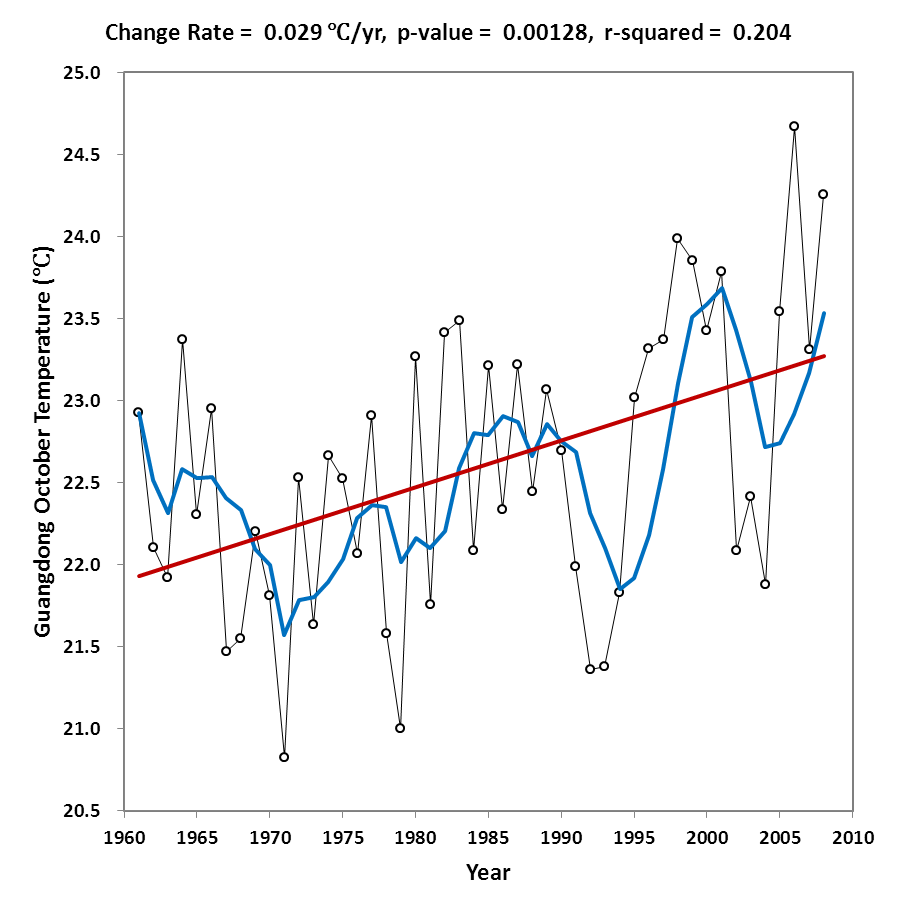 Change Rate = 0.029 ℃/yr, p-value = 0.00128, r-squared = 0.204
Guangdong October Temperature (℃)
25.0
24.5
24.0
23.5
23.0
22.5
22.0
21.5
21.0
20.5
1960 1965 1970 1975 1980 1985 1990 1995 2000 2005 2010
Year